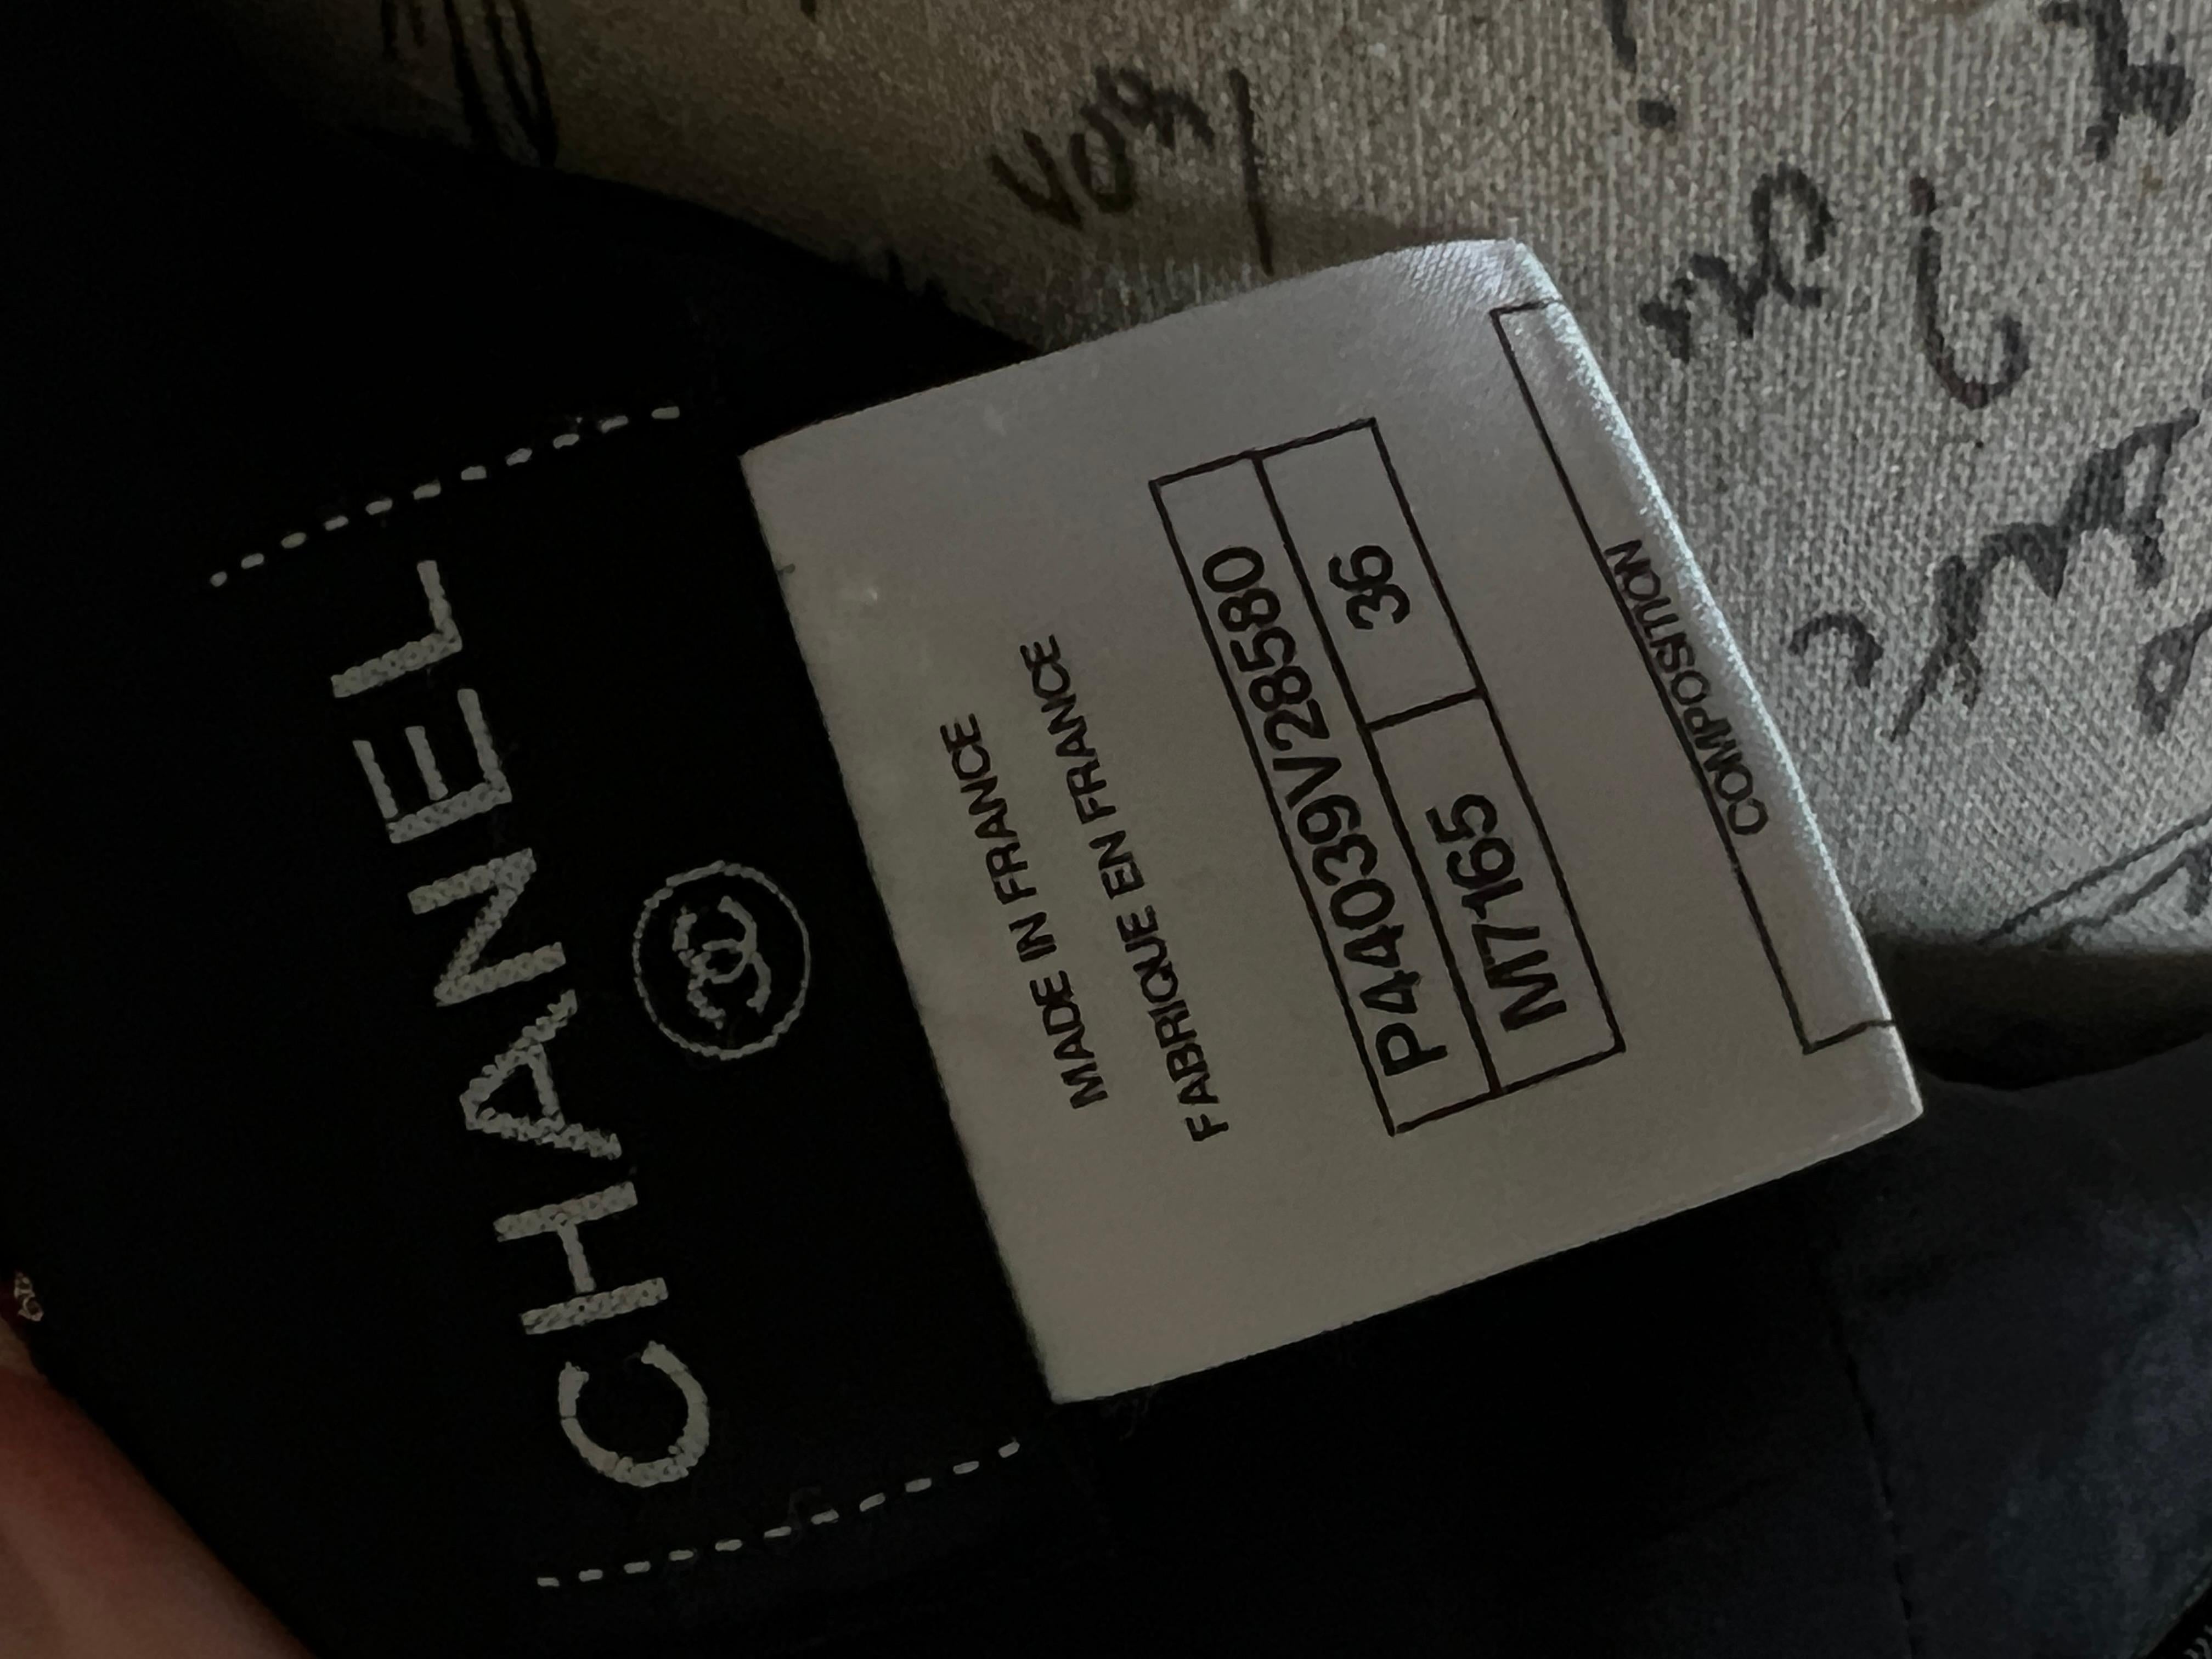 CHANEL
MADE IN FRANCE
FABRIQUE EN FRANCE
P44039V28580
M7165 36
COMPOSITION